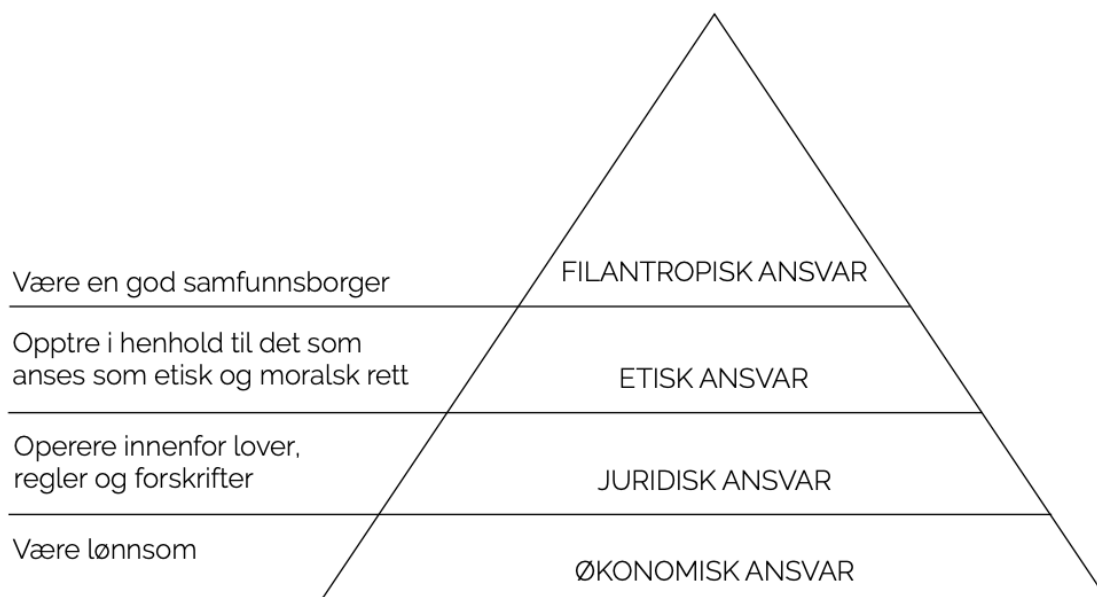 Være en god samfunnsborger
FILANTROPISK ANSVAR
Opptre i henhold til det som
anses som etisk og moralsk rett
ETISK ANSVAR
Operere innenfor lover,
regler og forskrifter
JURIDISK ANSVAR
Være lønnsom
ØKONOMISK ANSVAR